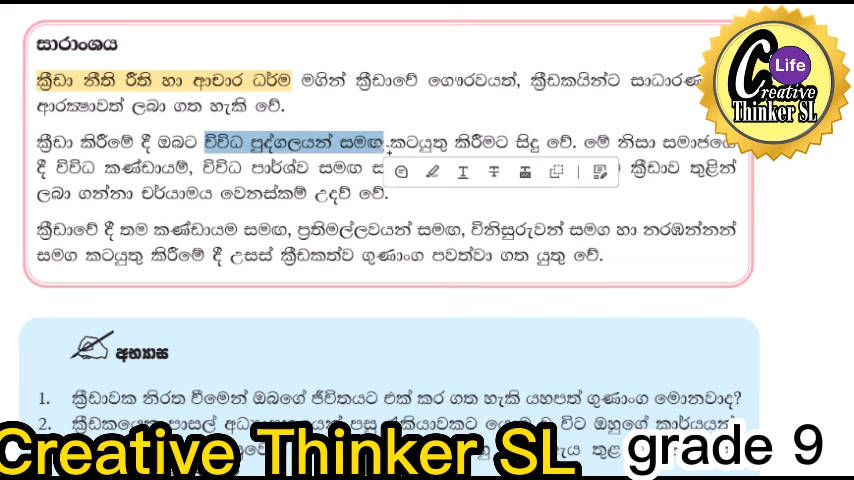 සාරාංශය
ක්‍රීඩා නීති රීති හා ආචාර ධර්ම මගින් ක්‍රීඩාවේ ගෞරවයත්, ක්‍රීඩකයින්ට සාධාරණ
ආරක්‍ෂාවත් ලබා ගත හැකි වේ.
ක්‍රීඩා කිරීමේ දී ඔබට විවිධ පුද්ගලයන් සමඟ කටයුතු කිරීමට සිදු වේ. මේ නිසා
දී විවිධ කණ්ඩායම්, විවිධ පාර්ශ්ව සමඟ ක්‍රීඩාව තුළින්
ලබා ගන්නා චර්යාමය වෙනස්කම් උදව් වේ.
ක්‍රීඩාවේ දී තම කණ්ඩායම සමඟ, ප්‍රතිමල්ලවයන් සමඟ, විනිසුරුවන් සමග හා නරඹන්නන්
සමග කටයුතු කිරීමේ දී උසස් ක්‍රීඩකත්ව ගුණාංග පවත්වා ගත යුතු වේ.
අභ්‍යාස
1. ක්‍රීඩාවක නිරත වීමෙන් ඔබගේ ජීවිතයට එක් කර ගත හැකි යහපත් ගුණාංග මොනවාද?
2. පාසල් පසු විට ඔහුගේ
Creative Thinker SL
grade 9
Life
Creative
Thinker SL